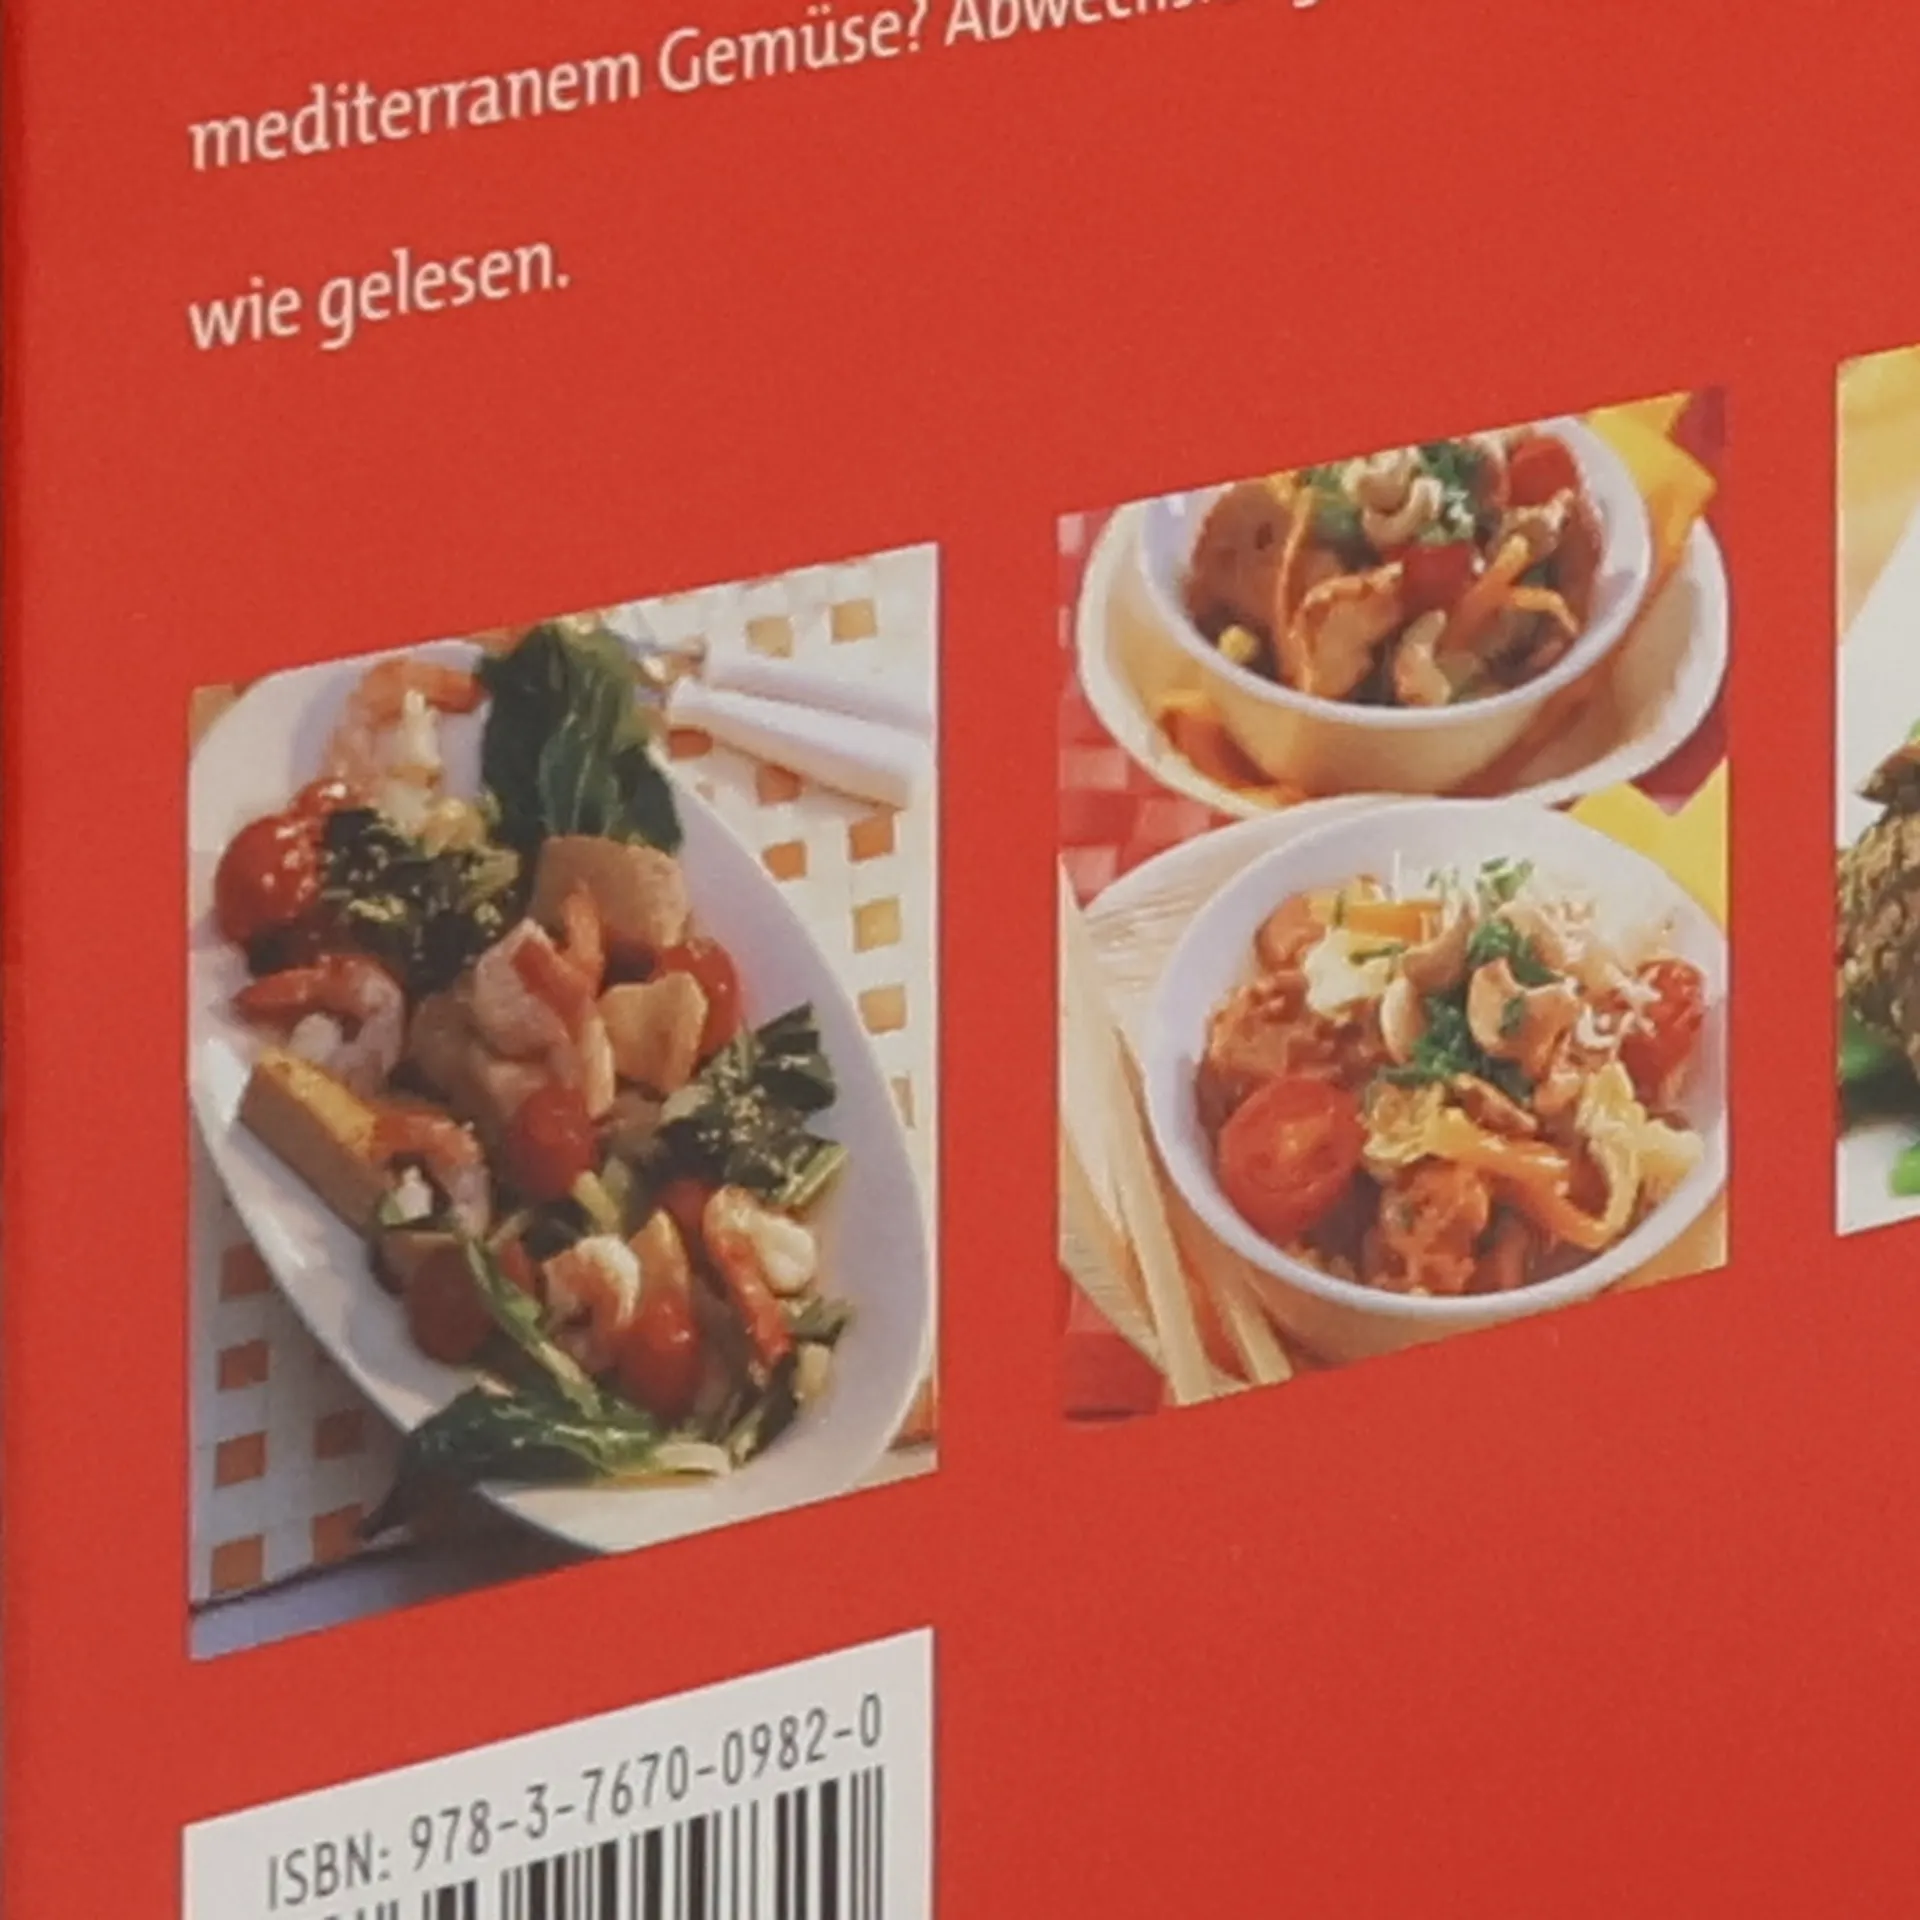 mediterranem Gemüse?
wie gelesen.
ISBN: 978-3-7670-0982-0